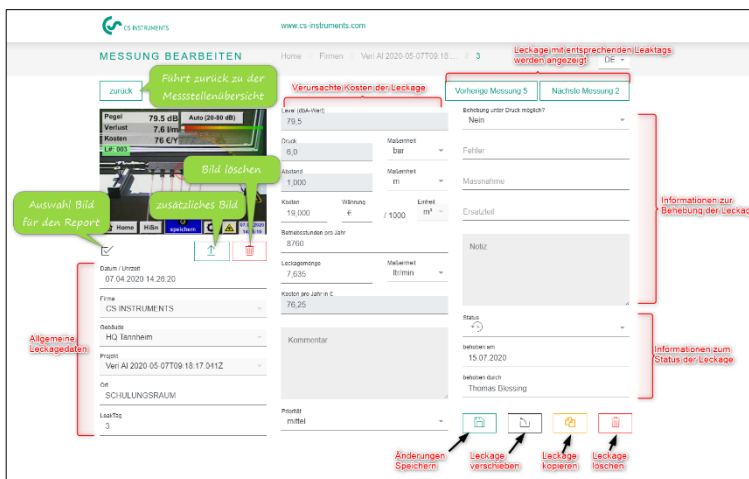 CS INSTRUMENTS
www.cs-instruments.com
MESSUNG BEARBEITEN
Home
Firmen
Veri AI 2020-05-07T09:18....
3
DE
Leckage mit entsprechenden Leaktags
werden angezeigt
zurück
Führt zurück zu der
Messstellenübersicht
Verursachte Kosten der Leckage
Vorherige Messung 5
Nächste Messung 2
Pegel 79.5 dB
Auto (20-80 dB)
Verlust 7.6 l/m
Kosten 76 €/Y
L#: 003
Home
HiSn
speichern
Bild löschen
Auswahl Bild
für den Report
zusätzliches Bild
Datum / Uhrzeit
07.04.2020 14:26:20
Firma
CS INSTRUMENTS
Gebäude
HQ Tannheim
Projekt
Veri AI 2020-05-07T09:18:17.041Z
Ort
SCHULUNGSRAUM
LeakTag
3
Allgemeine
Leckagedaten
Level (dBA-Wert)
79,5
Druck
6,0
Maßeinheit
bar
Abstand
1,000
Maßeinheit
m
Kosten
19,000
Währung
€
/ 1000
Einheit
m³
Betriebsstunden pro Jahr
8760
Leckagemenge
7,635
Maßeinheit
ltr/min
Kosten pro Jahr in €
76,25
Kommentar
Priorität
mittel
Behebung unter Druck möglich?
Nein
Fehler
Massnahme
Ersatzteil
Notiz
Informationen zur
Behebung der Leckage
Status
behoben am
15.07.2020
behoben durch
Thomas Blessing
Informationen zum
Status der Leckage
Änderungen
Speichern
Leckage
verschieben
Leckage
kopieren
Leckage
löschen